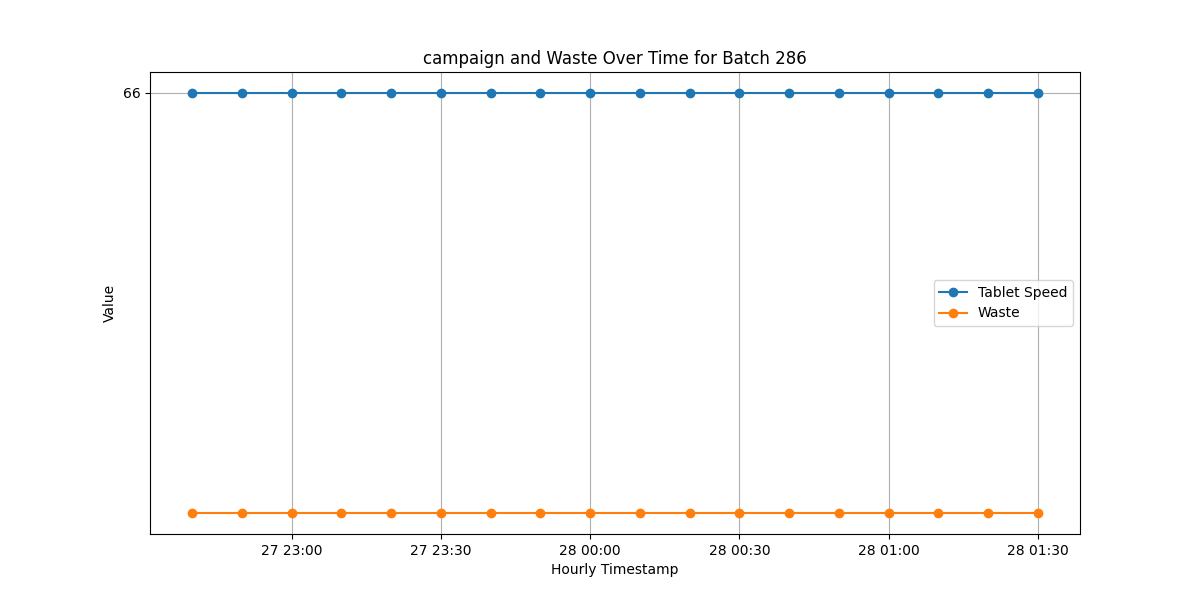 campaign and Waste Over Time for Batch 286
66
Value
Tablet Speed
Waste
27 23:00
27 23:30
28 00:00
28 00:30
28 01:00
28 01:30
Hourly Timestamp